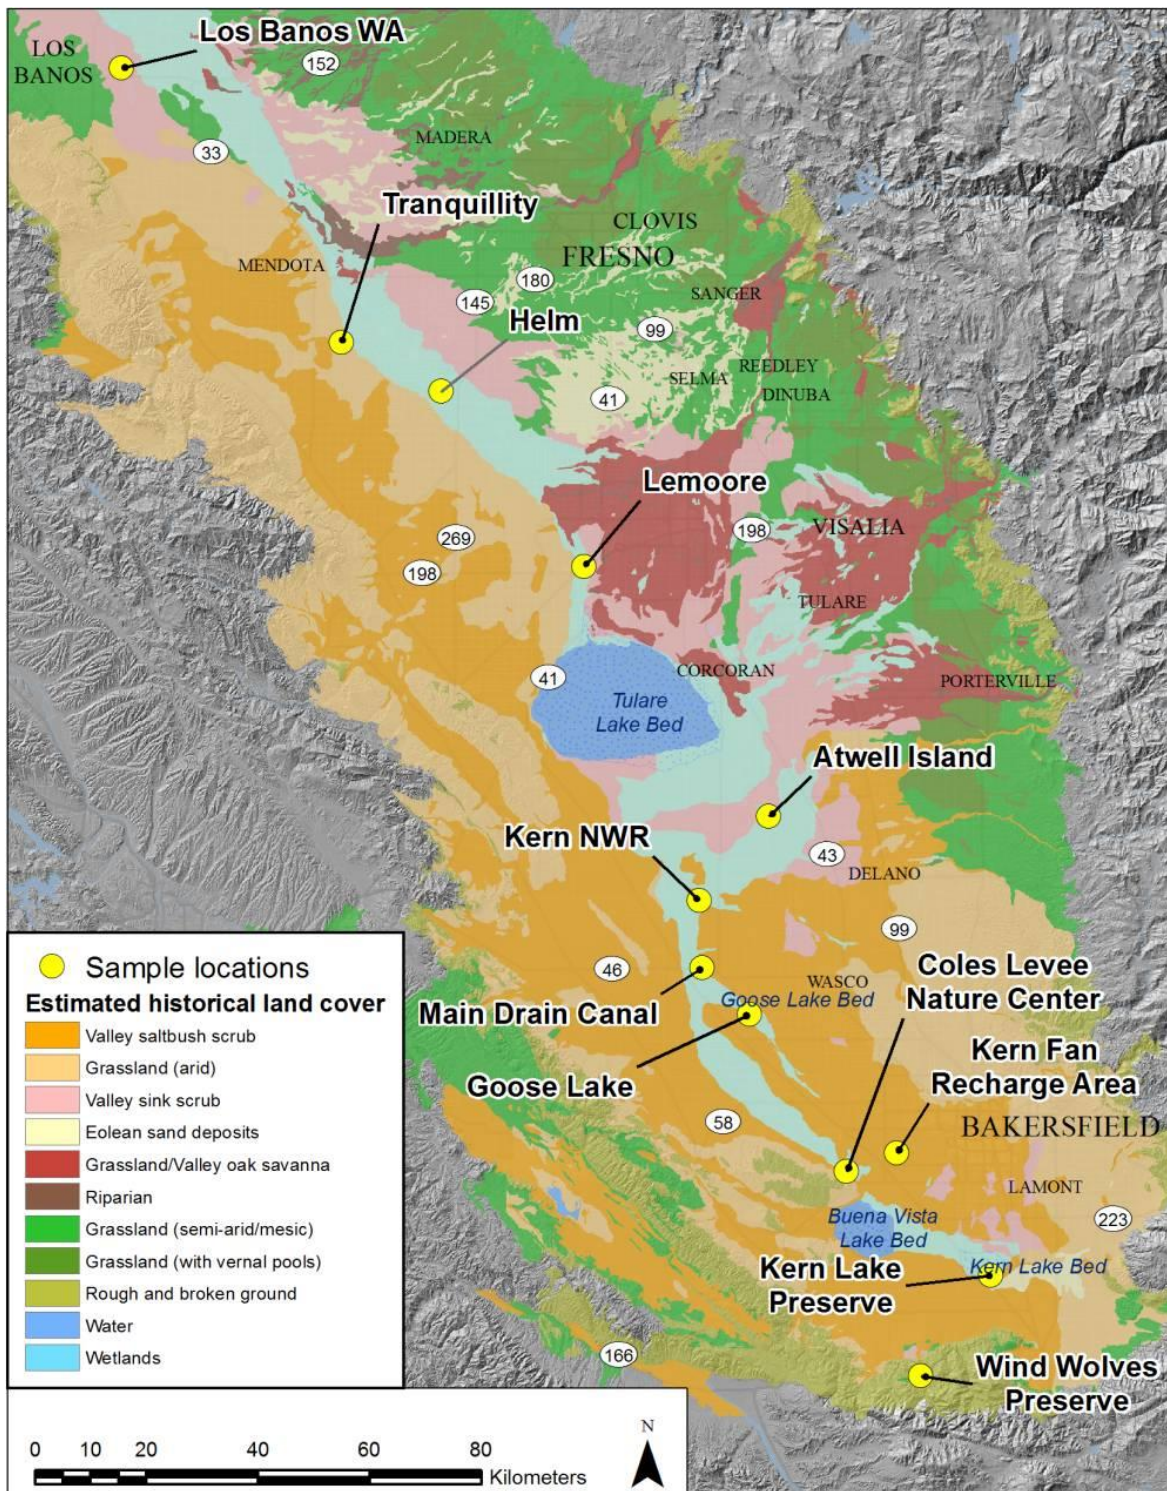 Los Banos WA
LOS
BANOS
152
MADERA
33
Tranquillity
CLOVIS
FRESNO
MENDOTA
180
SANGER
145
Helm
99
REEDLEY
SELMA
DINUBA
41
Lemoore
198
VISALIA
269
198
TULARE
CORCORAN
41
PORTERVILLE
Tulare
Lake Bed
Atwell Island
Kern NWR
43
DELANO
99
Coles Levee
Nature Center
46
WASCO
Goose Lake Bed
Main Drain Canal
Kern Fan
Recharge Area
Goose Lake
58
BAKERSFIELD
LAMONT
223
Buena Vista
Lake Bed
Kern Lake Bed
Kern Lake
Preserve
166
Wind Wolves
Preserve
Sample locations
Estimated historical land cover
Valley saltbush scrub
Grassland (arid)
Valley sink scrub
Eolean sand deposits
Grassland/Valley oak savanna
Riparian
Grassland (semi-arid/mesic)
Grassland (with vernal pools)
Rough and broken ground
Water
Wetlands
N
0 10 20 40 60 80
Kilometers